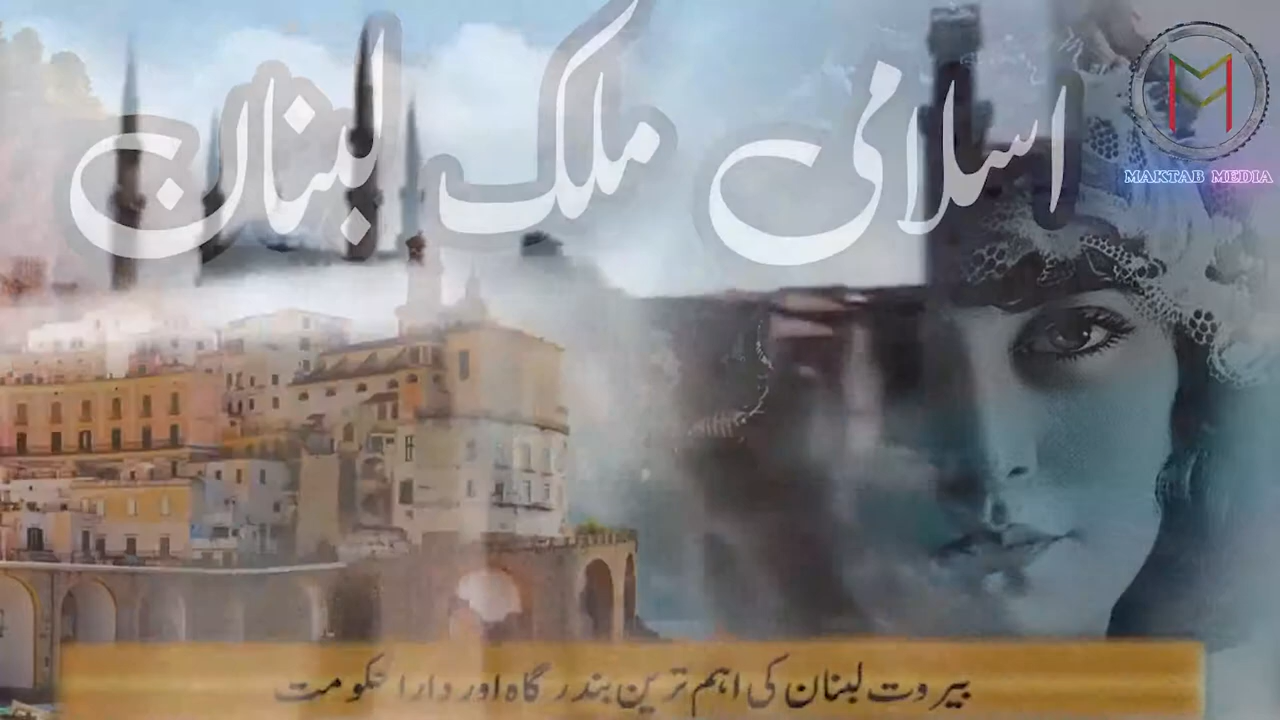 اسلامی ملک لبنان
MAKTAB MEDIA
بیروت لبنان کی اہم ترین بندرگاہ اور دارالحکومت